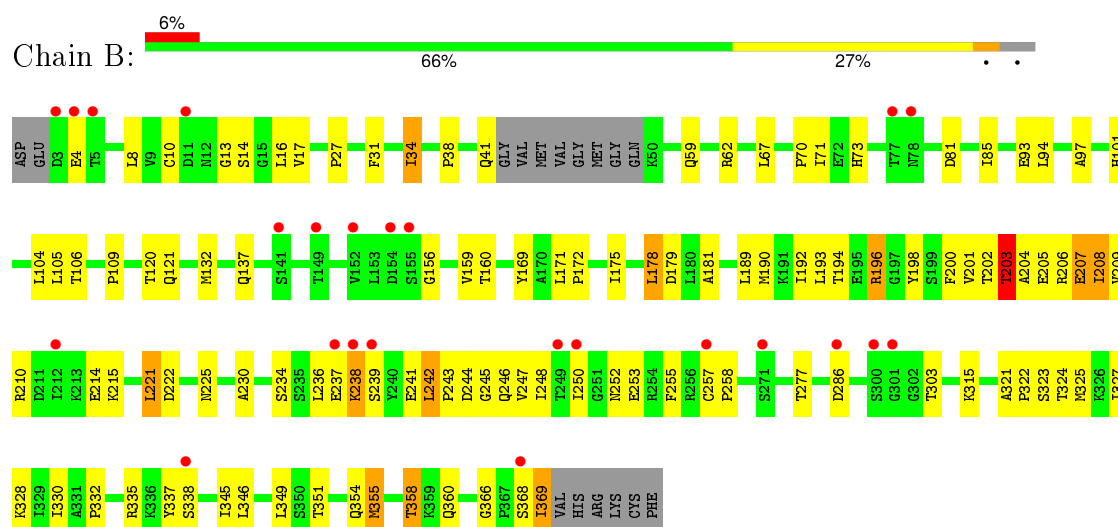 6%
Chain B:
66% 27% • •
ASP GLU D3 E4 T5 L8 V9 C10 D11 N12 G13 S14 G15 L16 V17 P27 F31 I34 P38 Q41 GLY VAL MET VAL GLY MET GLY GLN K50 Q59 R62 L67 P70 I71 E72 H73 T77 N78 D81 I85 E93 L94 A97 H101
L104 L105 T106 P109 T120 Q121 M132 Q137 S141 T149 V152 L153 D154 S155 G156 V159 T160 Y169 A170 L171 P172 I175 L178 D179 L180 A181 L189 M190 K191 I192 L193 T194 E195 R196 G197 Y198 S199 F200 V201 T202 T203 A204 E205 R206 E207 I208 V209
R210 D211 I212 K213 E214 K215 L221 D222 N225 A230 S234 S235 L236 E237 K238 S239 Y240 E241 L242 P243 D244 G245 Q246 V247 I248 T249 I250 G251 N252 E253 R254 F255 R256 C257 P258 S271 T277 D286 S300 G301 G302 T303 K315 A321 P322 S323 T324 M325 K326 I327
K328 I329 I330 A331 P332 R335 K336 Y337 S338 I345 L346 L349 S350 T351 Q354 M355 T358 K359 Q360 G366 P367 S368 I369 VAL HIS ARG LYS CYS PHE